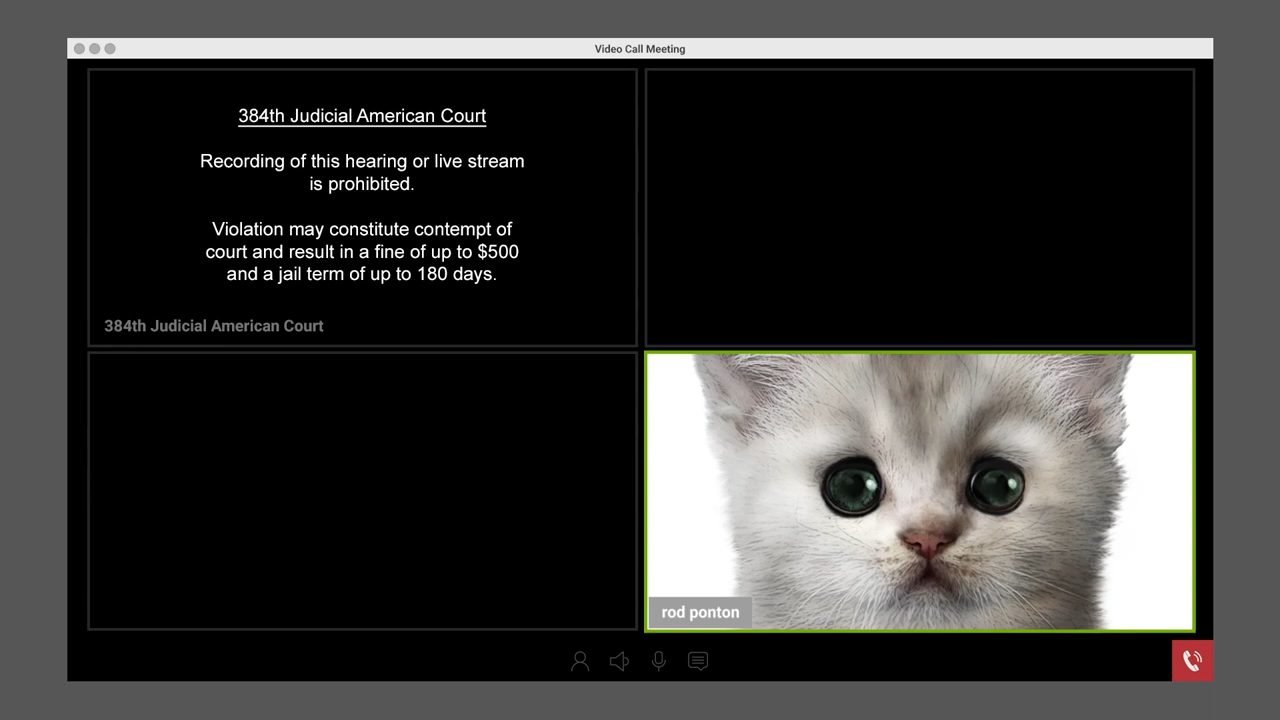 Video Call Meeting
384th Judicial American Court
Recording of this hearing or live stream
is prohibited.
Violation may constitute contempt of
court and result in a fine of up to $500
and a jail term of up to 180 days.
384th Judicial American Court
rod ponton